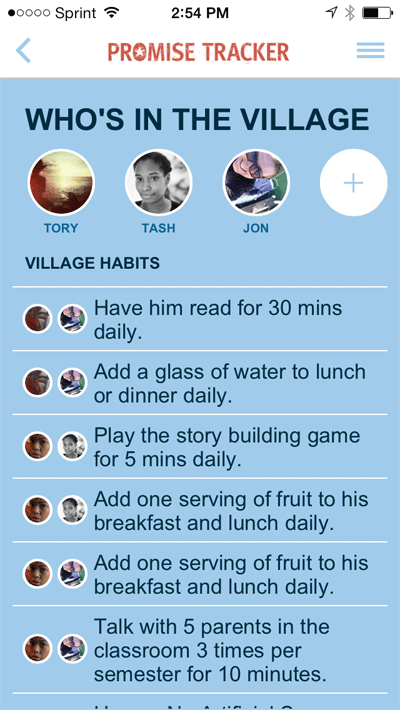 Sprint 2:54 PM
PROMISE TRACKER
WHO'S IN THE VILLAGE
TORY TASH JON
VILLAGE HABITS
Have him read for 30 mins
daily.
Add a glass of water to lunch
or dinner daily.
Play the story building game
for 5 mins daily.
Add one serving of fruit to his
breakfast and lunch daily.
Add one serving of fruit to his
breakfast and lunch daily.
Talk with 5 parents in the
classroom 3 times per
semester for 10 minutes.